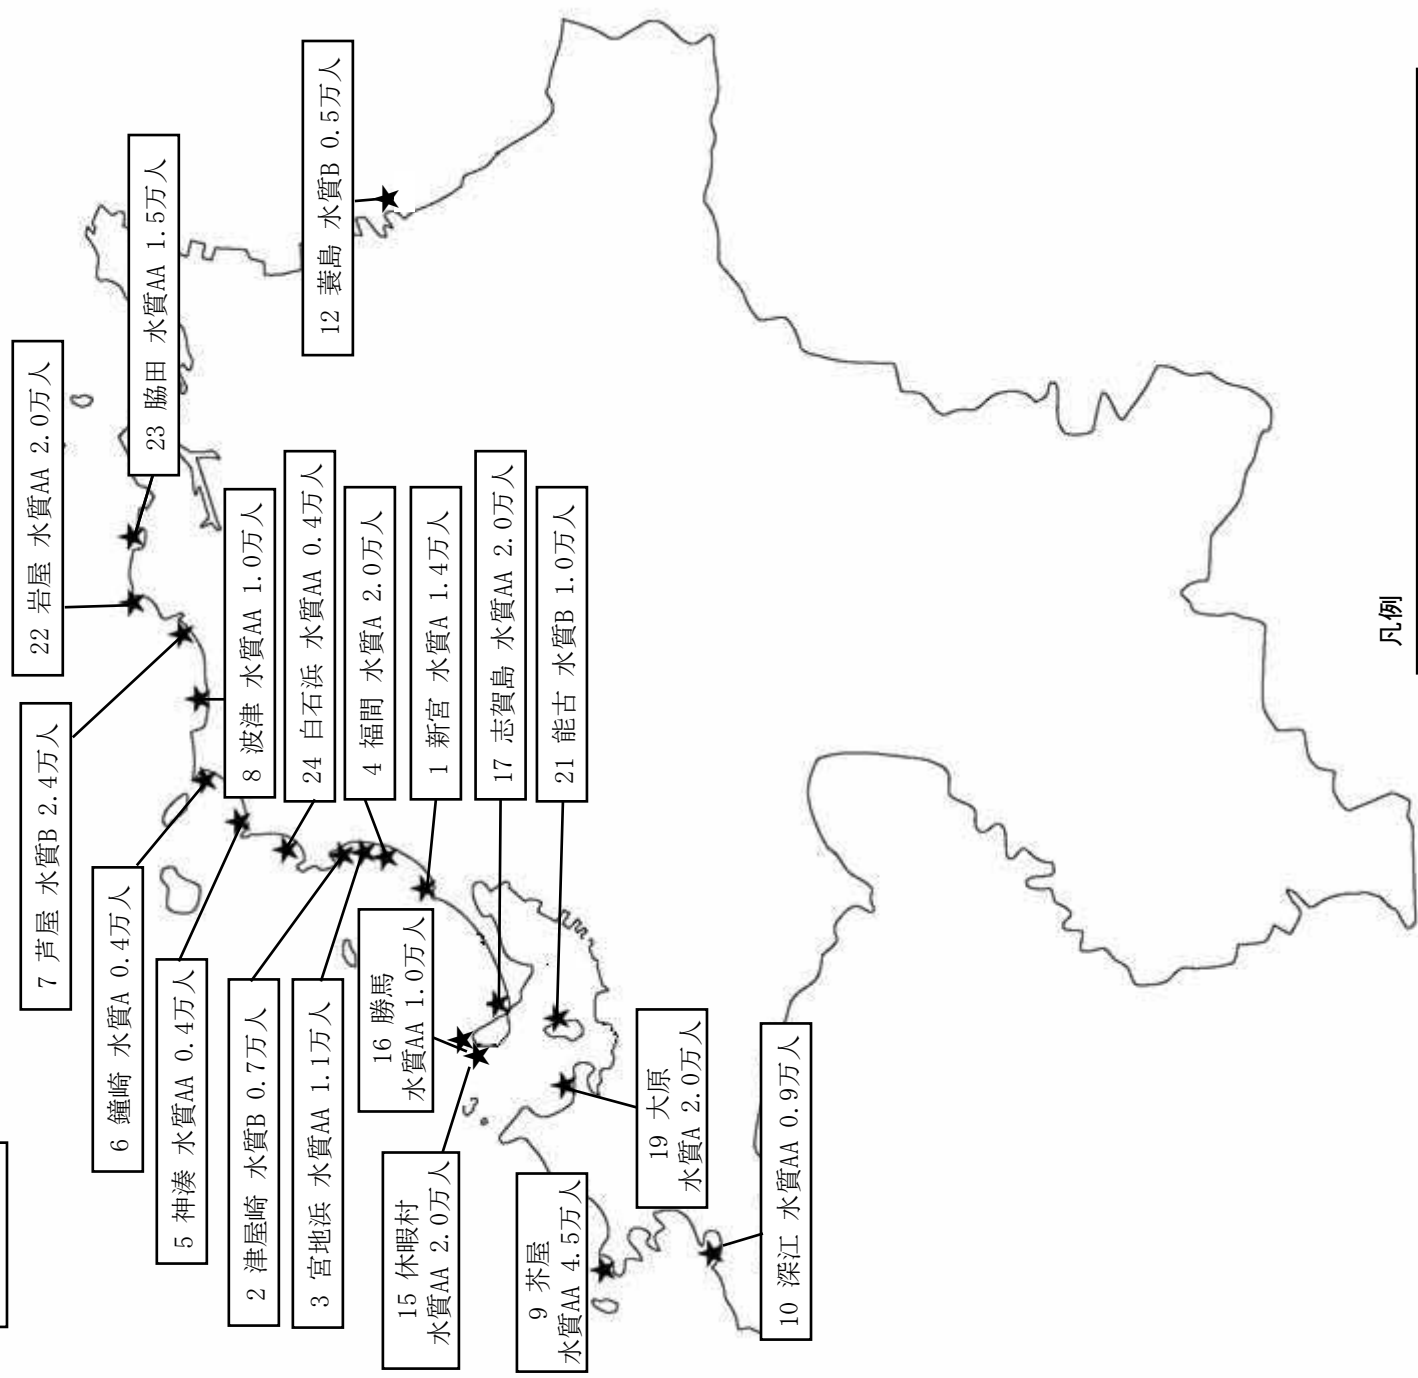 22 岩屋 水質AA 2.0万人
23 脇田 水質AA 1.5万人
12 蓑島 水質B 0.5万人
7 芦屋 水質B 2.4万人
8 波津 水質AA 1.0万人
24 白石浜 水質AA 0.4万人
4 福間 水質A 2.0万人
1 新宮 水質A 1.4万人
17 志賀島 水質AA 2.0万人
21 能古 水質B 1.0万人
6 鐘崎 水質A 0.4万人
5 神湊 水質AA 0.4万人
2 津屋崎 水質B 0.7万人
3 宮地浜 水質AA 1.1万人
16 勝馬
水質AA 1.0万人
15 休暇村
水質AA 2.0万人
9 芥屋
水質AA 4.5万人
19 大原
水質A 2.0万人
10 深江 水質AA 0.9万人
凡例